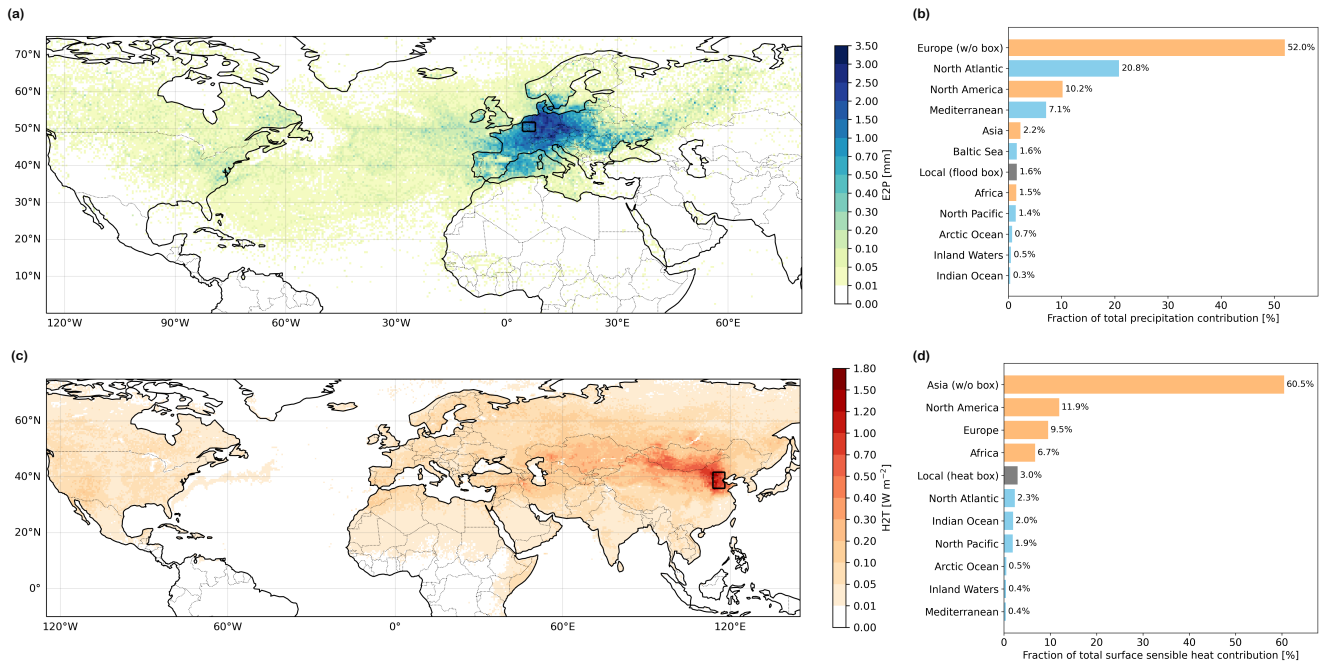 (a)
70°N
60°N
50°N
40°N
30°N
20°N
10°N
120°W
90°W
60°W
30°W
0°
30°E
60°E
3.50
3.00
2.50
2.00
1.50
1.00
0.70
0.50
0.40
0.30
0.20
0.10
0.05
0.01
0.00
E2P [mm]
(b)
Europe (w/o box)
52.0%
North Atlantic
20.8%
North America
10.2%
Mediterranean
7.1%
Asia
2.2%
Baltic Sea
1.6%
Local (flood box)
1.6%
Africa
1.5%
North Pacific
1.4%
Arctic Ocean
0.7%
Inland Waters
0.5%
Indian Ocean
0.3%
0
10
20
30
40
50
Fraction of total precipitation contribution [%]
(c)
60°N
40°N
20°N
0°
120°W
60°W
0°
60°E
120°E
1.80
1.50
1.20
1.00
0.70
0.50
0.40
0.30
0.20
0.10
0.05
0.01
0.00
H2T [W m⁻²]
(d)
Asia (w/o box)
60.5%
North America
11.9%
Europe
9.5%
Africa
6.7%
Local (heat box)
3.0%
North Atlantic
2.3%
Indian Ocean
2.0%
North Pacific
1.9%
Arctic Ocean
0.5%
Inland Waters
0.4%
Mediterranean
0.4%
0
10
20
30
40
50
60
Fraction of total surface sensible heat contribution [%]